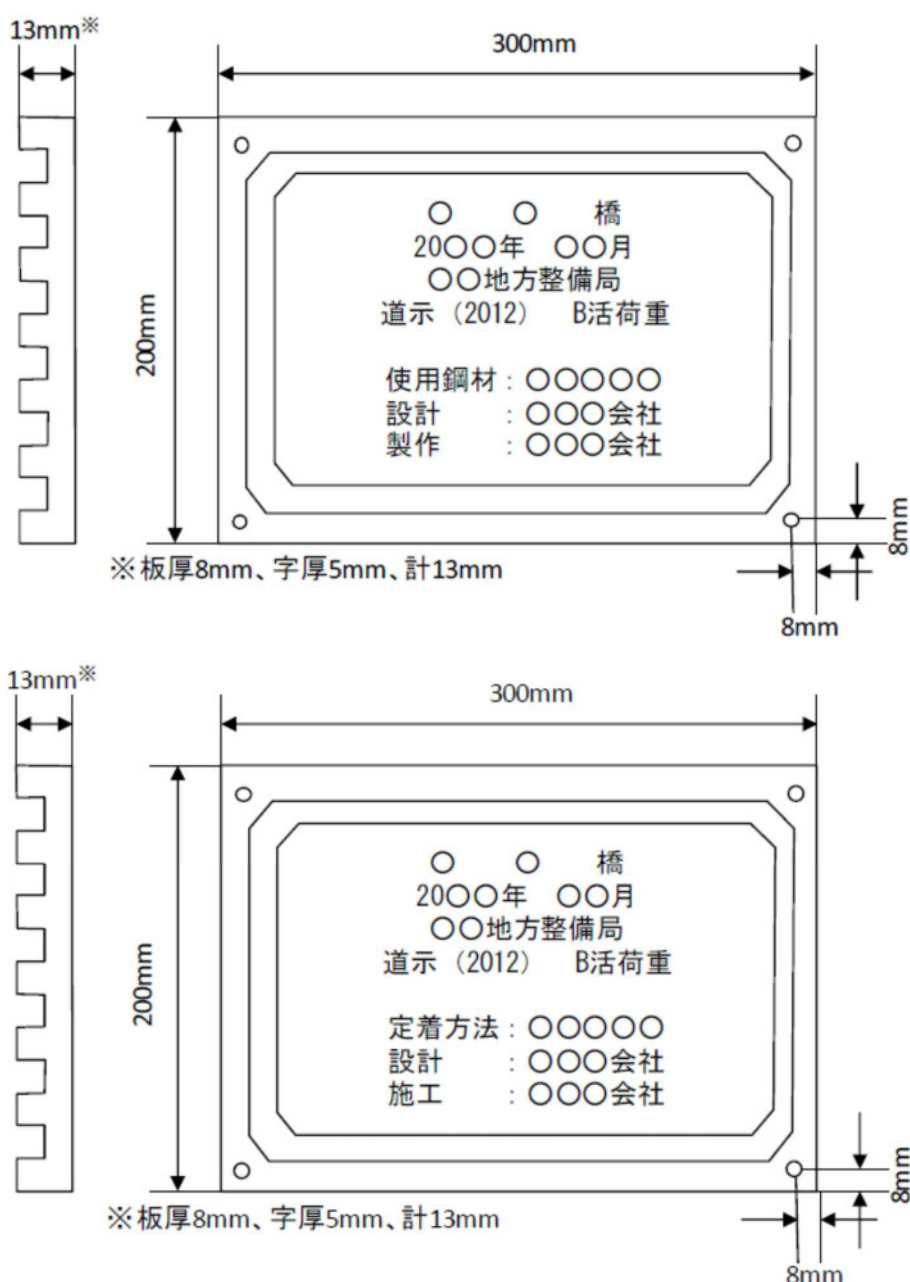 13mm※
300mm
200mm
○　○　橋
20○○年　○○月
○○地方整備局
道示（2012）　B活荷重
使用鋼材：○○○○○
設計　　：○○○会社
製作　　：○○○会社
8mm
8mm
※板厚8mm、字厚5mm、計13mm
13mm※
300mm
200mm
○　○　橋
20○○年　○○月
○○地方整備局
道示（2012）　B活荷重
定着方法：○○○○○
設計　　：○○○会社
施工　　：○○○会社
8mm
8mm
※板厚8mm、字厚5mm、計13mm